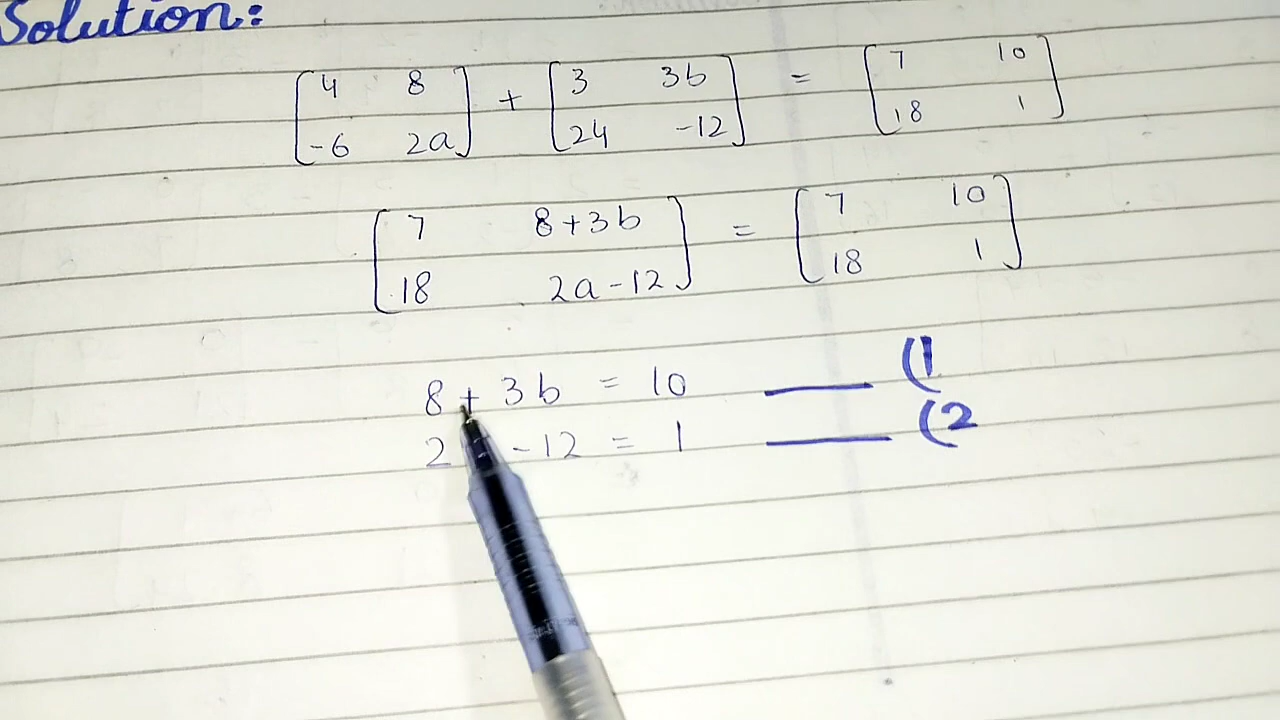 Solution:
[4 8] + [3 3b] = [7 10]
[-6 2a] [24 -12] [18 1]
[7 8+3b] = [7 10]
[18 2a-12] [18 1]
8+3b = 10 —— (1
2 -12 = 1 —— (2